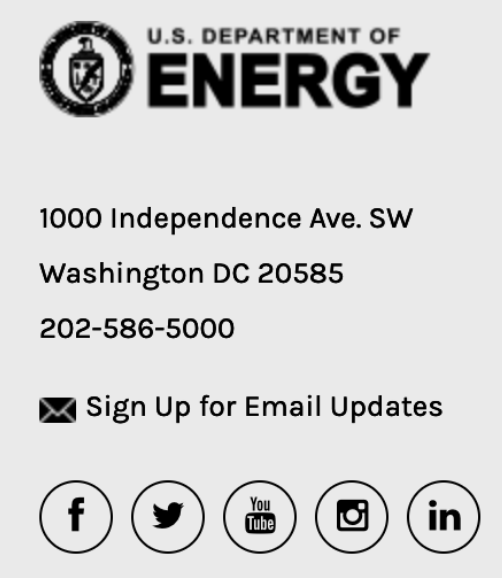 U.S. DEPARTMENT OF
ENERGY
1000 Independence Ave. SW
Washington DC 20585
202-586-5000
Sign Up for Email Updates
f You Tube in